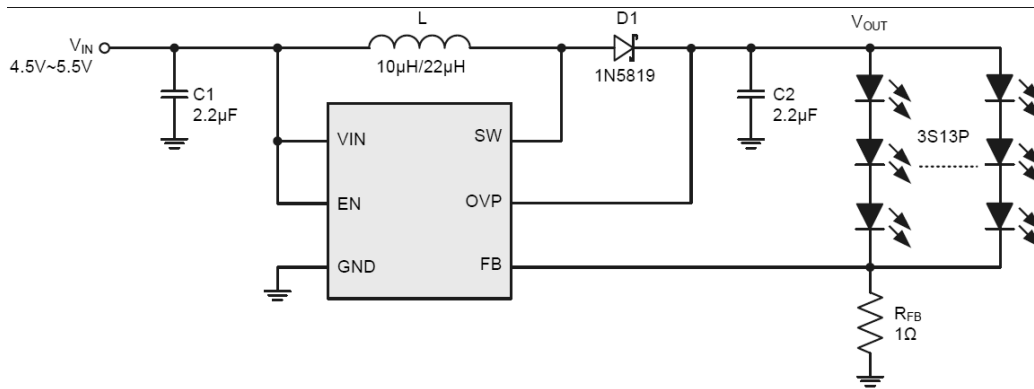 L
D1
VOUT
VIN
4.5V~5.5V
10μH/22μH
1N5819
C1
2.2μF
C2
2.2μF
3S13P
VIN
SW
EN
OVP
GND
FB
RFB
1Ω